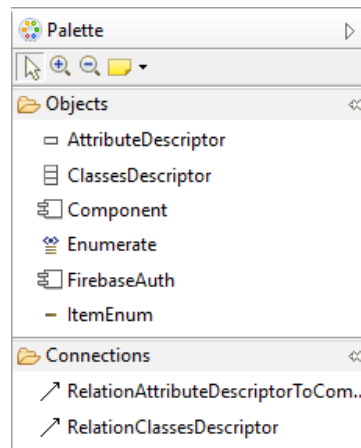 Palette
Objects
AttributeDescriptor
ClassesDescriptor
Component
Enumerate
FirebaseAuth
ItemEnum
Connections
RelationAttributeDescriptorToCom...
RelationClassesDescriptor